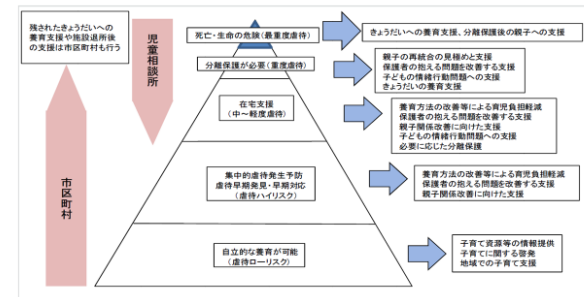 残されたきょうだいへの
養育支援や施設退所後
の支援は市区町村も行う
児童相談所
市区町村
死亡・生命の危険(最重度虐待)
分離保護が必要(重度虐待)
在宅支援
(中~軽度虐待)
集中的虐待発生予防
虐待早期発見・早期対応
(虐待ハイリスク)
自立的な養育が可能
(虐待ローリスク)
きょうだいへの養育支援、分離保護後の親子への支援
親子の再統合の見極めと支援
保護者の抱える問題を改善する支援
子どもの情緒行動問題への支援
きょうだいの養育支援
養育方法の改善等による育児負担軽減
保護者の抱える問題を改善する支援
親子関係改善に向けた支援
子どもの情緒行動問題への支援
必要に応じた分離保護
養育方法の改善等による育児負担軽減
保護者の抱える問題を改善する支援
親子関係改善に向けた支援
子育て資源等の情報提供
子育てに関する啓発
地域での子育て支援